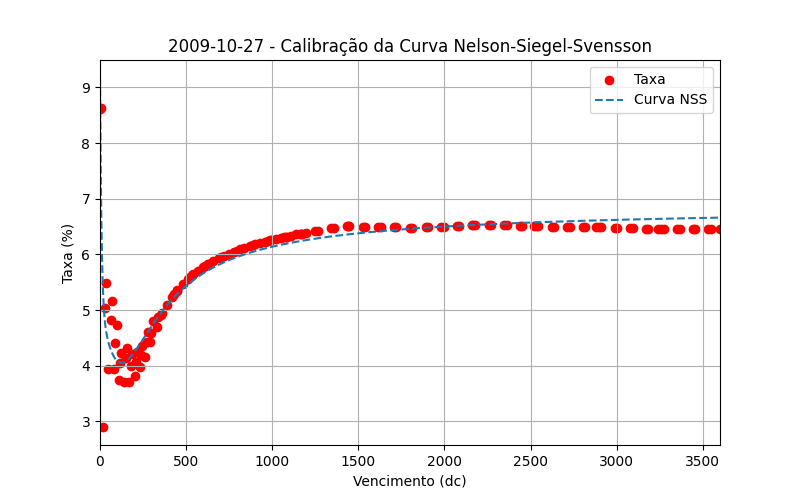 2009-10-27 - Calibração da Curva Nelson-Siegel-Svensson
Taxa
Curva NSS
Taxa (%)
9
8
7
6
5
4
3
0 500 1000 1500 2000 2500 3000 3500
Vencimento (dc)